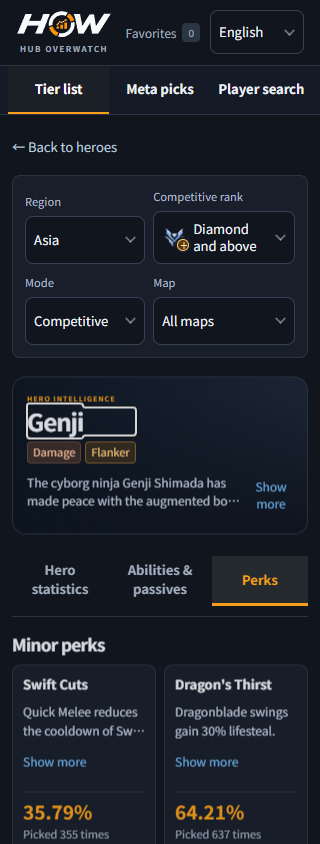 HOW
HUB OVERWATCH
Favorites 0
English
Tier list
Meta picks
Player search
← Back to heroes
Region
Competitive rank
Asia
Diamond
and above
Mode
Map
Competitive
All maps
HERO INTELLIGENCE
Genji
Damage
Flanker
The cyborg ninja Genji Shimada has
made peace with the augmented bo···
Show
more
Hero
statistics
Abilities &
passives
Perks
Minor perks
Swift Cuts
Quick Melee reduces
the cooldown of Sw···
Show more
35.79%
Picked 355 times
Dragon's Thirst
Dragonblade swings
gain 30% lifesteal.
Show more
64.21%
Picked 637 times